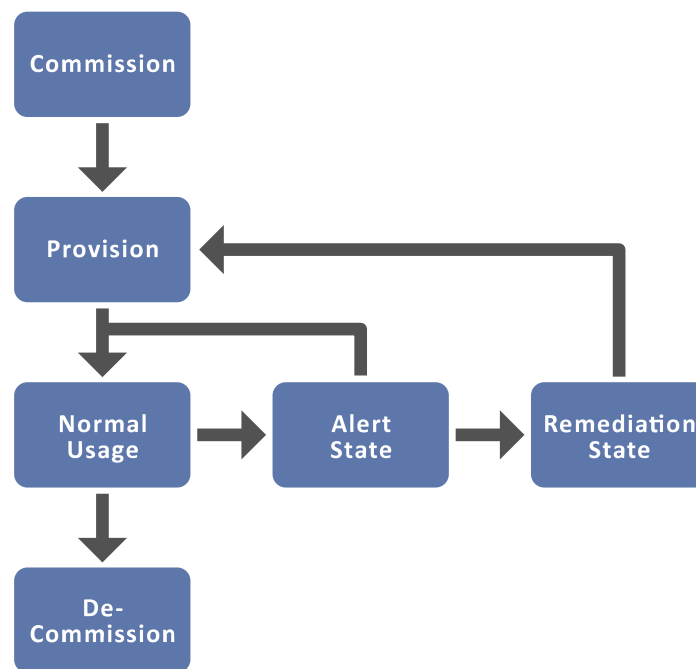 Commission
Provision
Normal
Usage
Alert
State
Remediation
State
De-
Commission